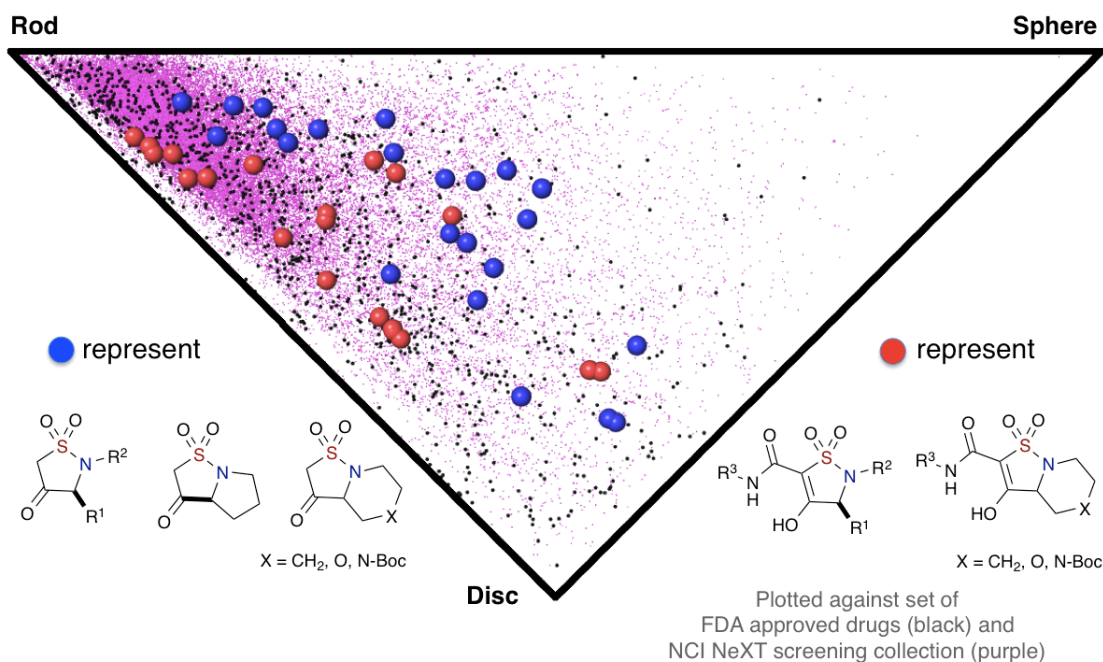 Rod
Sphere
represent
represent
O O
S
N
R²
O
R¹
O O
S
N
O
O O
S
N
O
X
X = CH₂, O, N-Boc
O
O O
R³
S
N
H
N
R²
HO
R¹
O
O O
R³
S
N
H
N
HO
X
X = CH₂, O, N-Boc
Disc
Plotted against set of
FDA approved drugs (black) and
NCI NeXT screening collection (purple)